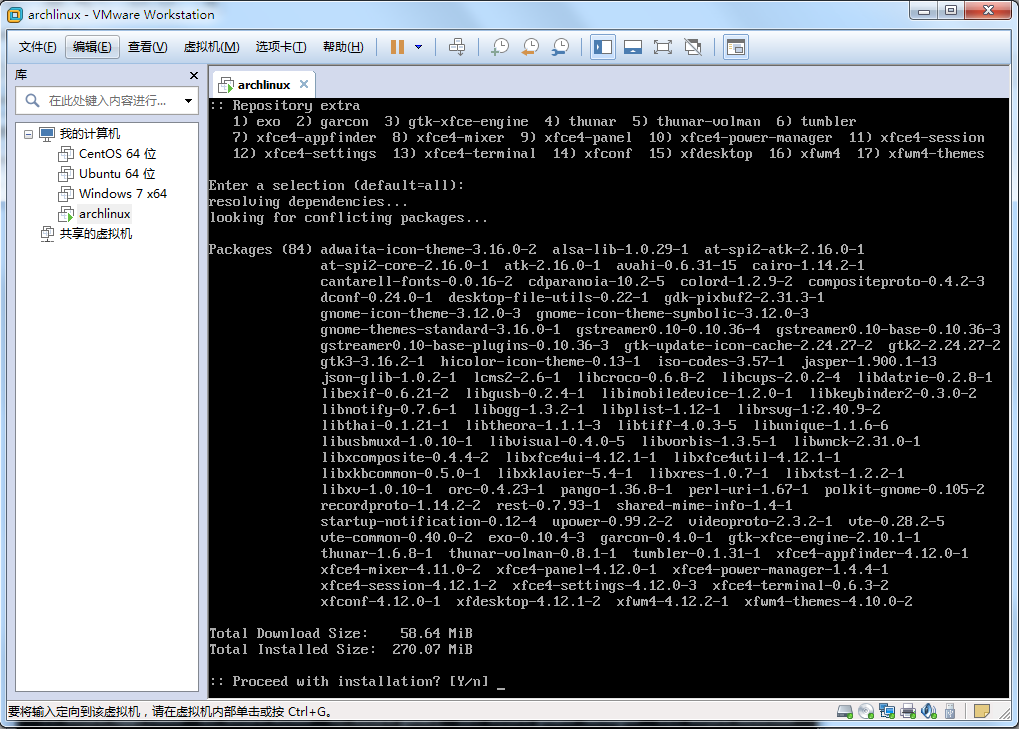 archlinux - VMware Workstation
文件(F) 编辑(E) 查看(V) 虚拟机(M) 选项卡(T) 帮助(H)
库
在此处键入内容进行...
我的计算机
CentOS 64 位
Ubuntu 64 位
Windows 7 x64
archlinux
共享的虚拟机
archlinux
:: Repository extra
1) exo 2) garcon 3) gtk-xfce-engine 4) thunar 5) thunar-volman 6) tumbler
7) xfce4-appfinder 8) xfce4-mixer 9) xfce4-panel 10) xfce4-power-manager 11) xfce4-session
12) xfce4-settings 13) xfce4-terminal 14) xfconf 15) xfdesktop 16) xfwm4 17) xfwm4-themes
Enter a selection (default=all):
resolving dependencies...
looking for conflicting packages...
Packages (84) adwaita-icon-theme-3.16.0-2 alsa-lib-1.0.29-1 at-spi2-atk-2.16.0-1
at-spi2-core-2.16.0-1 atk-2.16.0-1 avahi-0.6.31-15 cairo-1.14.2-1
cantarell-fonts-0.0.16-2 cdparanoia-10.2-5 colord-1.2.9-2 compositeproto-0.4.2-3
dconf-0.24.0-1 desktop-file-utils-0.22-1 gdk-pixbuf2-2.31.3-1
gnome-icon-theme-3.12.0-3 gnome-icon-theme-symbolic-3.12.0-3
gnome-themes-standard-3.16.0-1 gstreamer0.10-0.10.36-4 gstreamer0.10-base-0.10.36-3
gstreamer0.10-base-plugins-0.10.36-3 gtk-update-icon-cache-2.24.27-2 gtk2-2.24.27-2
gtk3-3.16.2-1 hicolor-icon-theme-0.13-1 iso-codes-3.57-1 jasper-1.900.1-13
json-glib-1.0.2-1 lcms2-2.6-1 libcroco-0.6.8-2 libcups-2.0.2-4 libdatrie-0.2.8-1
libexif-0.6.21-2 libgusb-0.2.4-1 libimobiledevice-1.2.0-1 libkeybinder2-0.3.0-2
libnotify-0.7.6-1 libogg-1.3.2-1 libplist-1.12-1 librsvg-1:2.40.9-2
libthai-0.1.21-1 libtheora-1.1.1-3 libtiff-4.0.3-5 libunique-1.1.6-6
libusbmuxd-1.0.10-1 libvisual-0.4.0-5 libvorbis-1.3.5-1 libwnck-2.31.0-1
libxcomposite-0.4.4-2 libxfce4ui-4.12.1-1 libxfce4util-4.12.1-1
libxkbcommon-0.5.0-1 libxklavier-5.4-1 libxres-1.0.7-1 libxtst-1.2.2-1
libxv-1.0.10-1 orc-0.4.23-1 pango-1.36.8-1 perl-uri-1.67-1 polkit-gnome-0.105-2
recordproto-1.14.2-2 rest-0.7.93-1 shared-mime-info-1.4-1
startup-notification-0.12-4 upower-0.99.2-2 videoproto-2.3.2-1 vte-0.28.2-5
vte-common-0.40.0-2 exo-0.10.4-3 garcon-0.4.0-1 gtk-xfce-engine-2.10.1-1
thunar-1.6.8-1 thunar-volman-0.8.1-1 tumbler-0.1.31-1 xfce4-appfinder-4.12.0-1
xfce4-mixer-4.11.0-2 xfce4-panel-4.12.0-1 xfce4-power-manager-1.4.4-1
xfce4-session-4.12.1-2 xfce4-settings-4.12.0-3 xfce4-terminal-0.6.3-2
xfconf-4.12.0-1 xfdesktop-4.12.1-2 xfwm4-4.12.2-1 xfwm4-themes-4.10.0-2
Total Download Size: 58.64 MiB
Total Installed Size: 270.07 MiB
:: Proceed with installation? [Y/n] _
要将输入定向到该虚拟机，请在虚拟机内部单击或按 Ctrl+G。